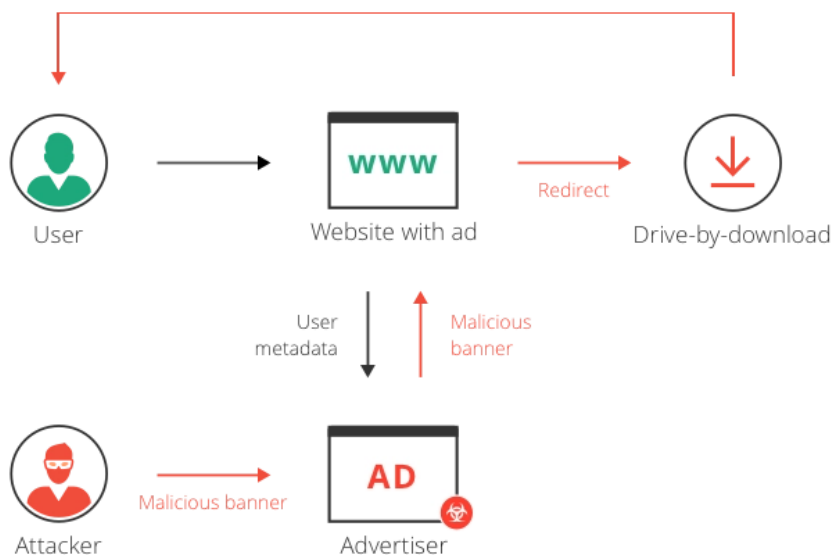 www
Redirect
User
Website with ad
Drive-by-download
User
metadata
Malicious
banner
AD
Malicious banner
Attacker
Advertiser